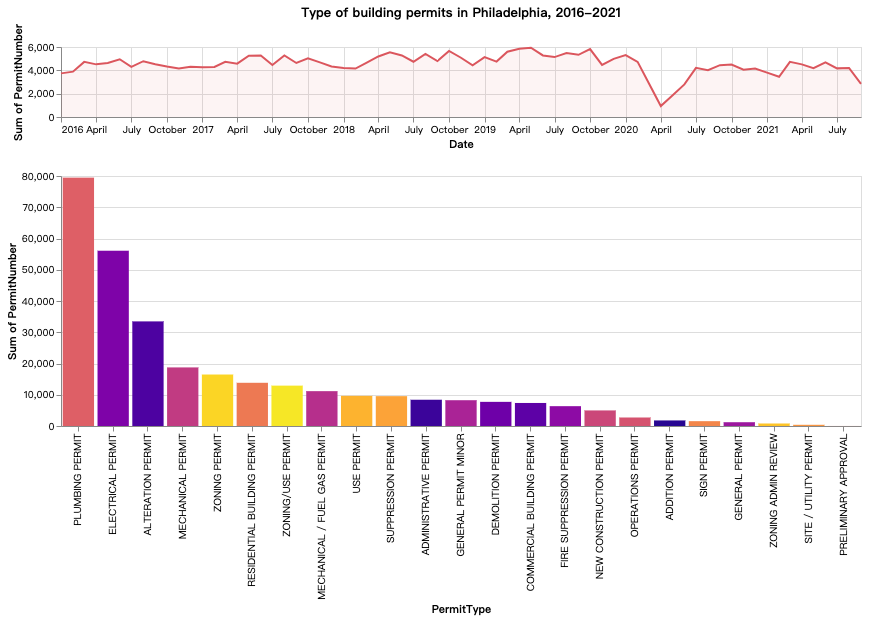 Type of building permits in Philadelphia, 2016–2021
Sum of PermitNumber
6,000
4,000
2,000
0
2016 April July October 2017 April July October 2018 April July October 2019 April July October 2020 April July October 2021 April July
Date
Sum of PermitNumber
80,000
70,000
60,000
50,000
40,000
30,000
20,000
10,000
0
PLUMBING PERMIT
ELECTRICAL PERMIT
ALTERATION PERMIT
MECHANICAL PERMIT
ZONING PERMIT
RESIDENTIAL BUILDING PERMIT
ZONING/USE PERMIT
MECHANICAL / FUEL GAS PERMIT
USE PERMIT
SUPPRESSION PERMIT
ADMINISTRATIVE PERMIT
GENERAL PERMIT MINOR
DEMOLITION PERMIT
COMMERCIAL BUILDING PERMIT
FIRE SUPPRESSION PERMIT
NEW CONSTRUCTION PERMIT
OPERATIONS PERMIT
ADDITION PERMIT
SIGN PERMIT
GENERAL PERMIT
ZONING ADMIN REVIEW
SITE / UTILITY PERMIT
PRELIMINARY APPROVAL
PermitType